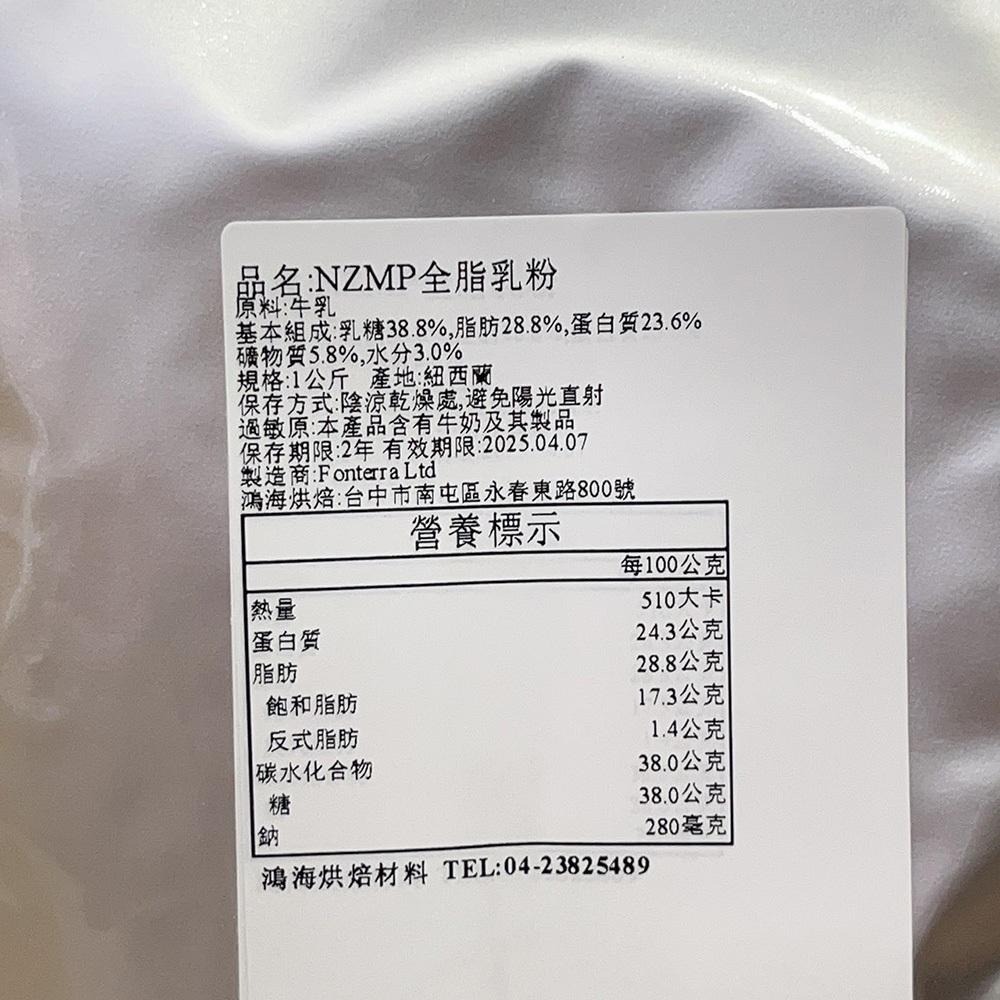 品名:NZMP全脂乳粉
原料:牛乳
基本組成:乳糖38.8%,脂肪28.8%,蛋白質23.6%
礦物質5.8%,水分3.0%
規格:1公斤 產地:紐西蘭
保存方式:陰涼乾燥處,避免陽光直射
過敏原:本產品含有牛奶及其製品
保存期限:2年 有效期限:2025.04.07
製造商:Fonterra Ltd
鴻海烘焙:台中市南屯區永春東路800號
營養標示
每100公克
熱量 510大卡
蛋白質 24.3公克
脂肪 28.8公克
飽和脂肪 17.3公克
反式脂肪 1.4公克
碳水化合物 38.0公克
糖 38.0公克
鈉 280毫克
鴻海烘焙材料 TEL:04-23825489